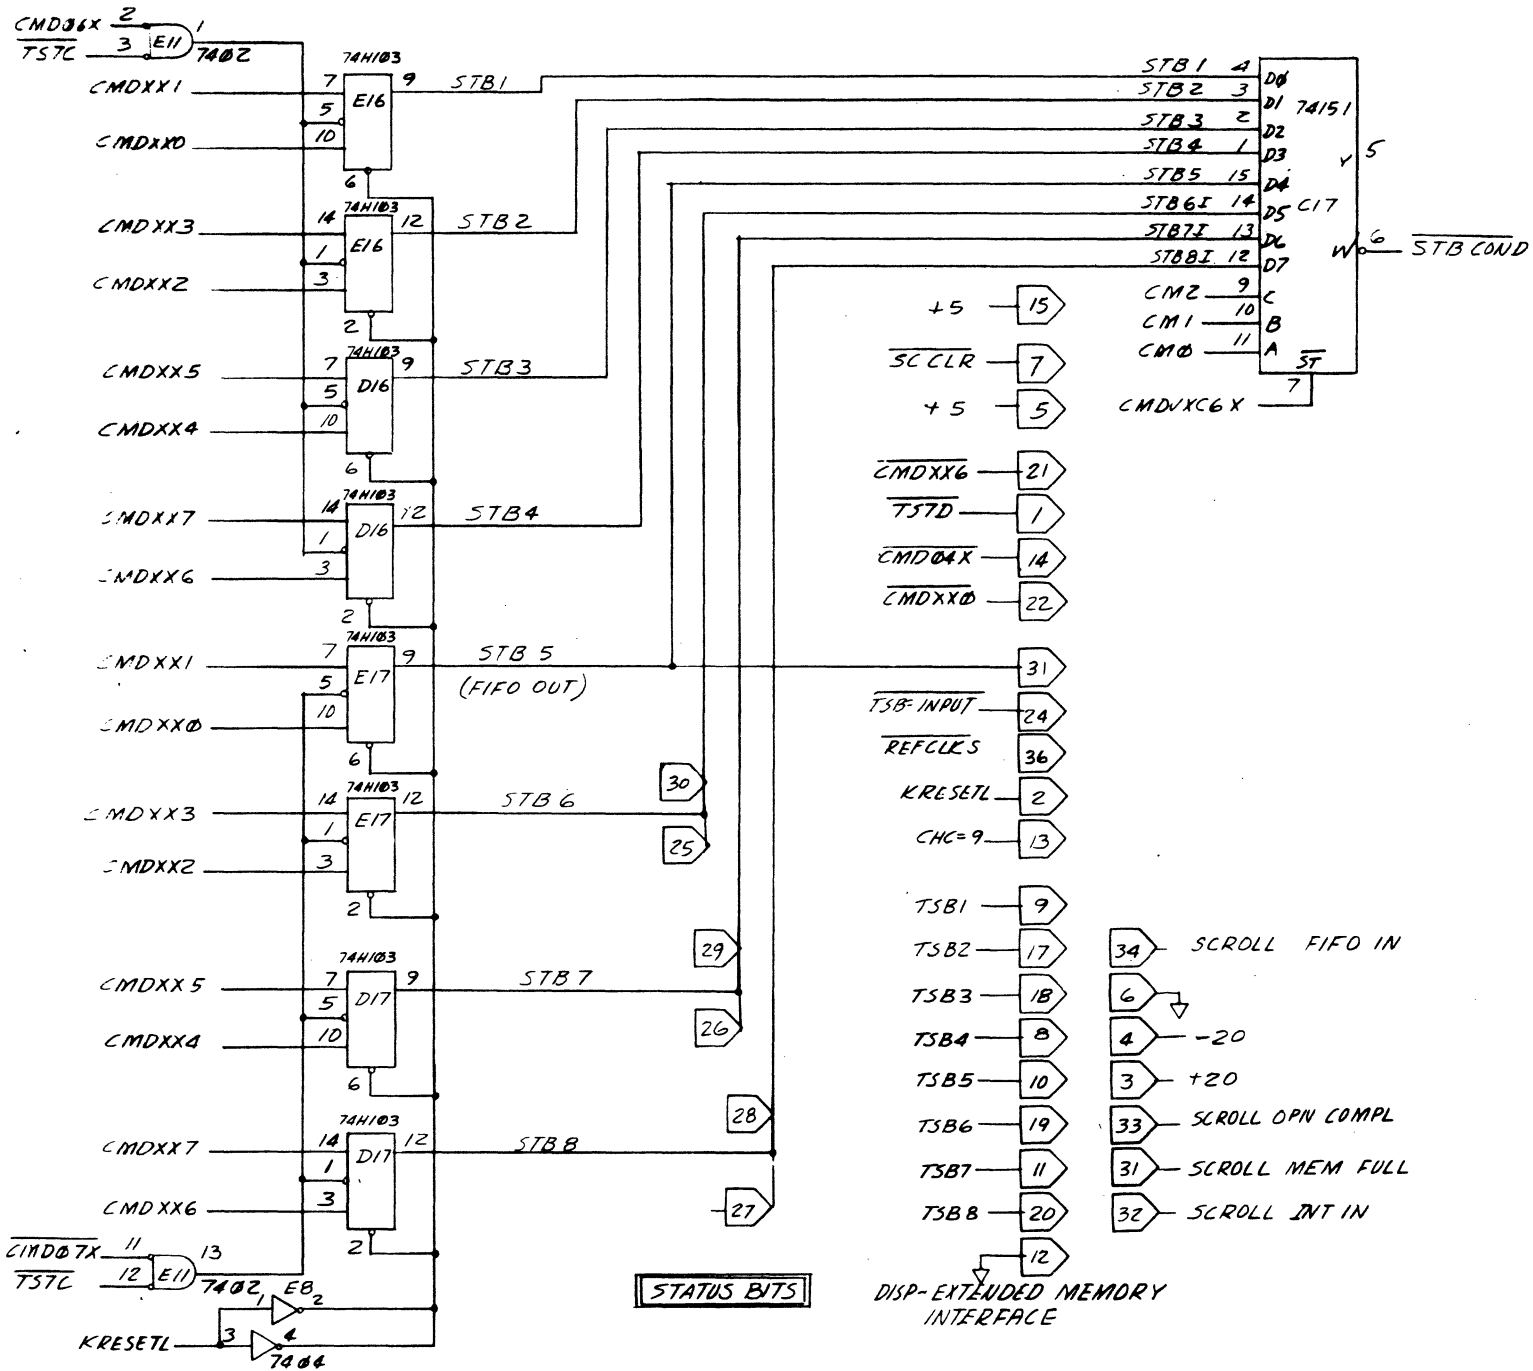 CMD06X 2 1
TS7C 3 E11 7402
CMDXX1 7 74H103 9 STB1
5 E16
CMDXX0 10
6
CMDXX3 14 74H103 12 STB2
1 E16
CMDXX2 3
2
CMDXX5 7 74H103 9 STB3
5 D16
CMDXX4 10
6
CMDXX7 14 74H103 12 STB4
1 D16
CMDXX6 3
2
CMDXX1 7 74H103 9 STB5
5 E17 (FIFO OUT)
CMDXX0 10
6
CMDXX3 14 74H103 12 STB6
1 E17
CMDXX2 3
2
CMDXX5 7 74H103 9 STB7
5 D17
CMDXX4 10
6
CMDXX7 14 74H103 12 STB8
1 D17
CMDXX6 3
2
CMD07X 11 13
TS7C 12 E11 7402
E8
1 2
KRESETL 3 4
7404
30
25
29
26
28
27
STB1 4 D0
STB2 3 D1 74151
STB3 2 D2
STB4 1 D3 Y 5
STB5 15 D4
STB6I 14 D5 C17
STB7I 13 D6 W 6 STB COND
STB8I 12 D7
CM2 9 C
CM1 10 B
CM0 11 A ST
7
CMDVXC6X
+5 15
SC CLR 7
+5 5
CMDXX6 21
TS7D 1
CMD04X 14
CMDXX0 22
31
TSB=INPUT 24
REFCLKS 36
KRESETL 2
CHC=9 13
TSB1 9
TSB2 17
TSB3 18
TSB4 8
TSB5 10
TSB6 19
TSB7 11
TSB8 20
12
34 SCROLL FIFO IN
6
4 -20
3 +20
33 SCROLL OPN COMPL
31 SCROLL MEM FULL
32 SCROLL INT IN
STATUS BITS
DISP-EXTENDED MEMORY
INTERFACE